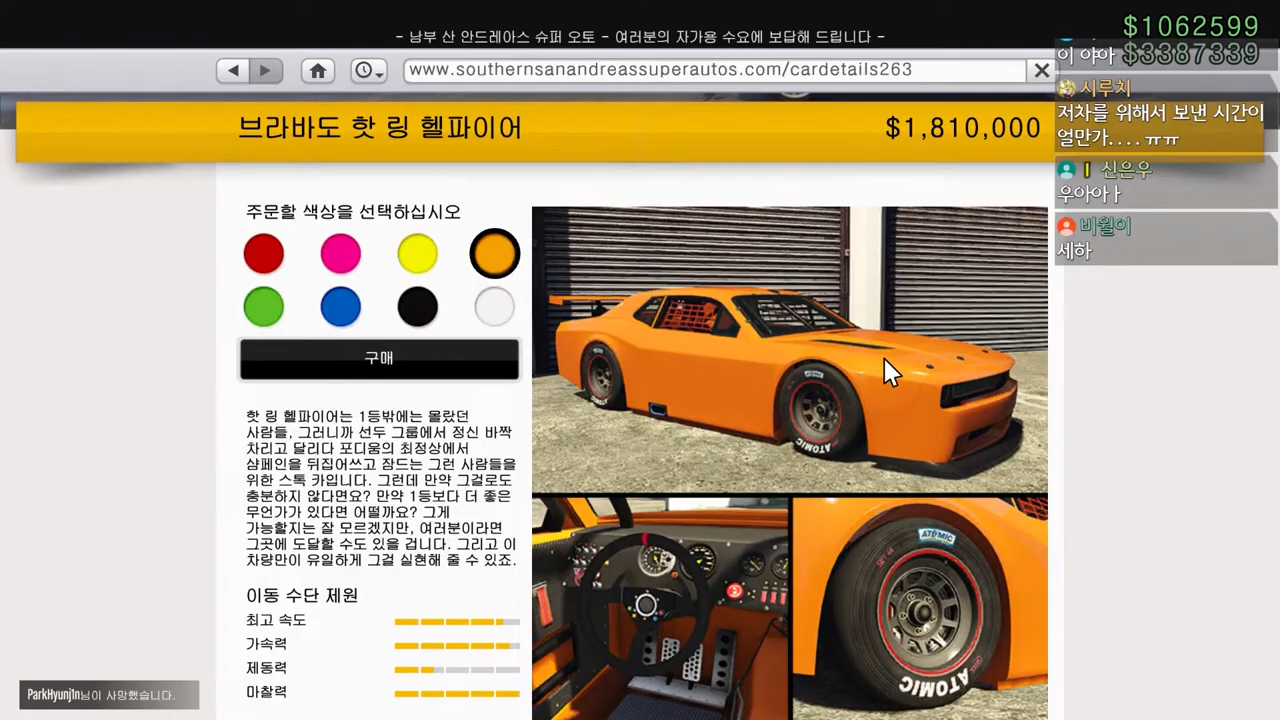 - 남부 산 안드레아스 슈퍼 오토 - 여러분의 자가용 수요에 보답해 드립니다 -
$1062599
$3387339
이 야아
www.southernsanandreassuperautos.com/cardetails263
브라바도 핫 링 헬파이어
$1,810,000
시루치
저차를 위해서 보낸 시간이
얼만가....ㅠㅠ
신은우
우아아ㅏ
비월이
세하
주문할 색상을 선택하십시오
구매
핫 링 헬파이어는 1등밖에는 몰랐던
사람들, 그러니까 선두 그룹에서 정신 바짝
차리고 달리다 포디움의 최정상에서
샴페인을 뒤집어쓰고 잠드는 그런 사람들을
위한 스톡 카입니다. 그런데 만약 그걸로도
충분하지 않다면요? 만약 1등보다 더 좋은
무언가가 있다면 어떨까요? 그게
가능할지는 잘 모르겠지만, 여러분이라면
그곳에 도달할 수도 있을 겁니다. 그리고 이
차량만이 유일하게 그걸 실현해 줄 수 있죠.
이동 수단 제원
최고 속도
가속력
제동력
마찰력
ATOMIC
ATOMIC
ATOMIC
ATOMIC
ATOMIC
ParkHyunj1n님이 사망했습니다.